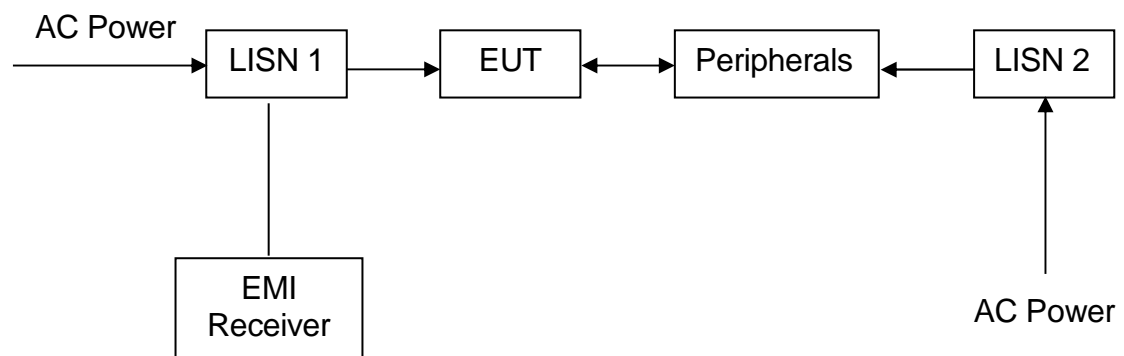 AC Power
LISN 1
EUT
Peripherals
LISN 2
EMI
Receiver
AC Power